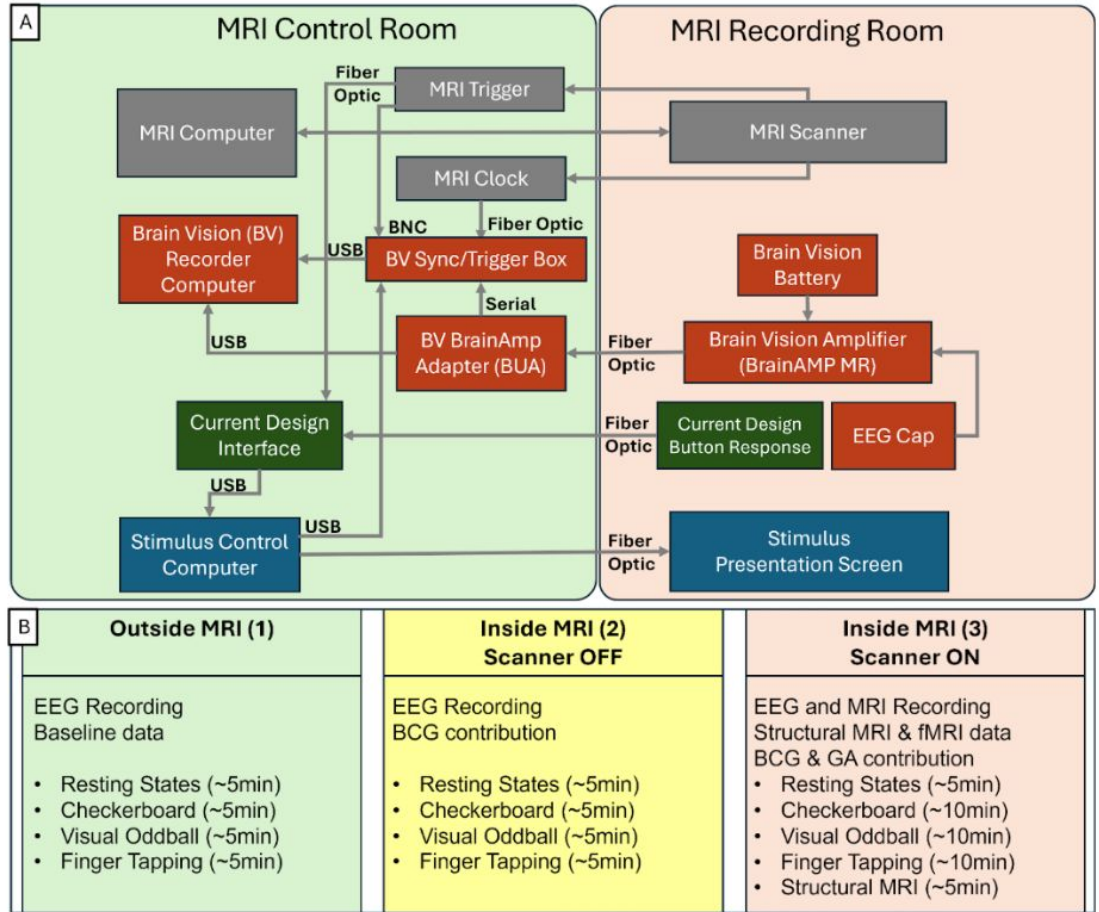 A
MRI Control Room
MRI Recording Room
Fiber
Optic
MRI Trigger
MRI Computer
MRI Scanner
MRI Clock
BNC
Fiber Optic
Brain Vision (BV)
Recorder
Computer
USB
BV Sync/Trigger Box
Brain Vision
Battery
Serial
USB
BV BrainAmp
Adapter (BUA)
Fiber
Optic
Brain Vision Amplifier
(BrainAMP MR)
Current Design
Interface
Fiber
Optic
Current Design
Button Response
EEG Cap
USB
Stimulus Control
Computer
USB
Fiber
Optic
Stimulus
Presentation Screen
B
Outside MRI (1)
EEG Recording
Baseline data
• Resting States (~5min)
• Checkerboard (~5min)
• Visual Oddball (~5min)
• Finger Tapping (~5min)
Inside MRI (2)
Scanner OFF
EEG Recording
BCG contribution
• Resting States (~5min)
• Checkerboard (~5min)
• Visual Oddball (~5min)
• Finger Tapping (~5min)
Inside MRI (3)
Scanner ON
EEG and MRI Recording
Structural MRI & fMRI data
BCG & GA contribution
• Resting States (~5min)
• Checkerboard (~10min)
• Visual Oddball (~10min)
• Finger Tapping (~10min)
• Structural MRI (~5min)